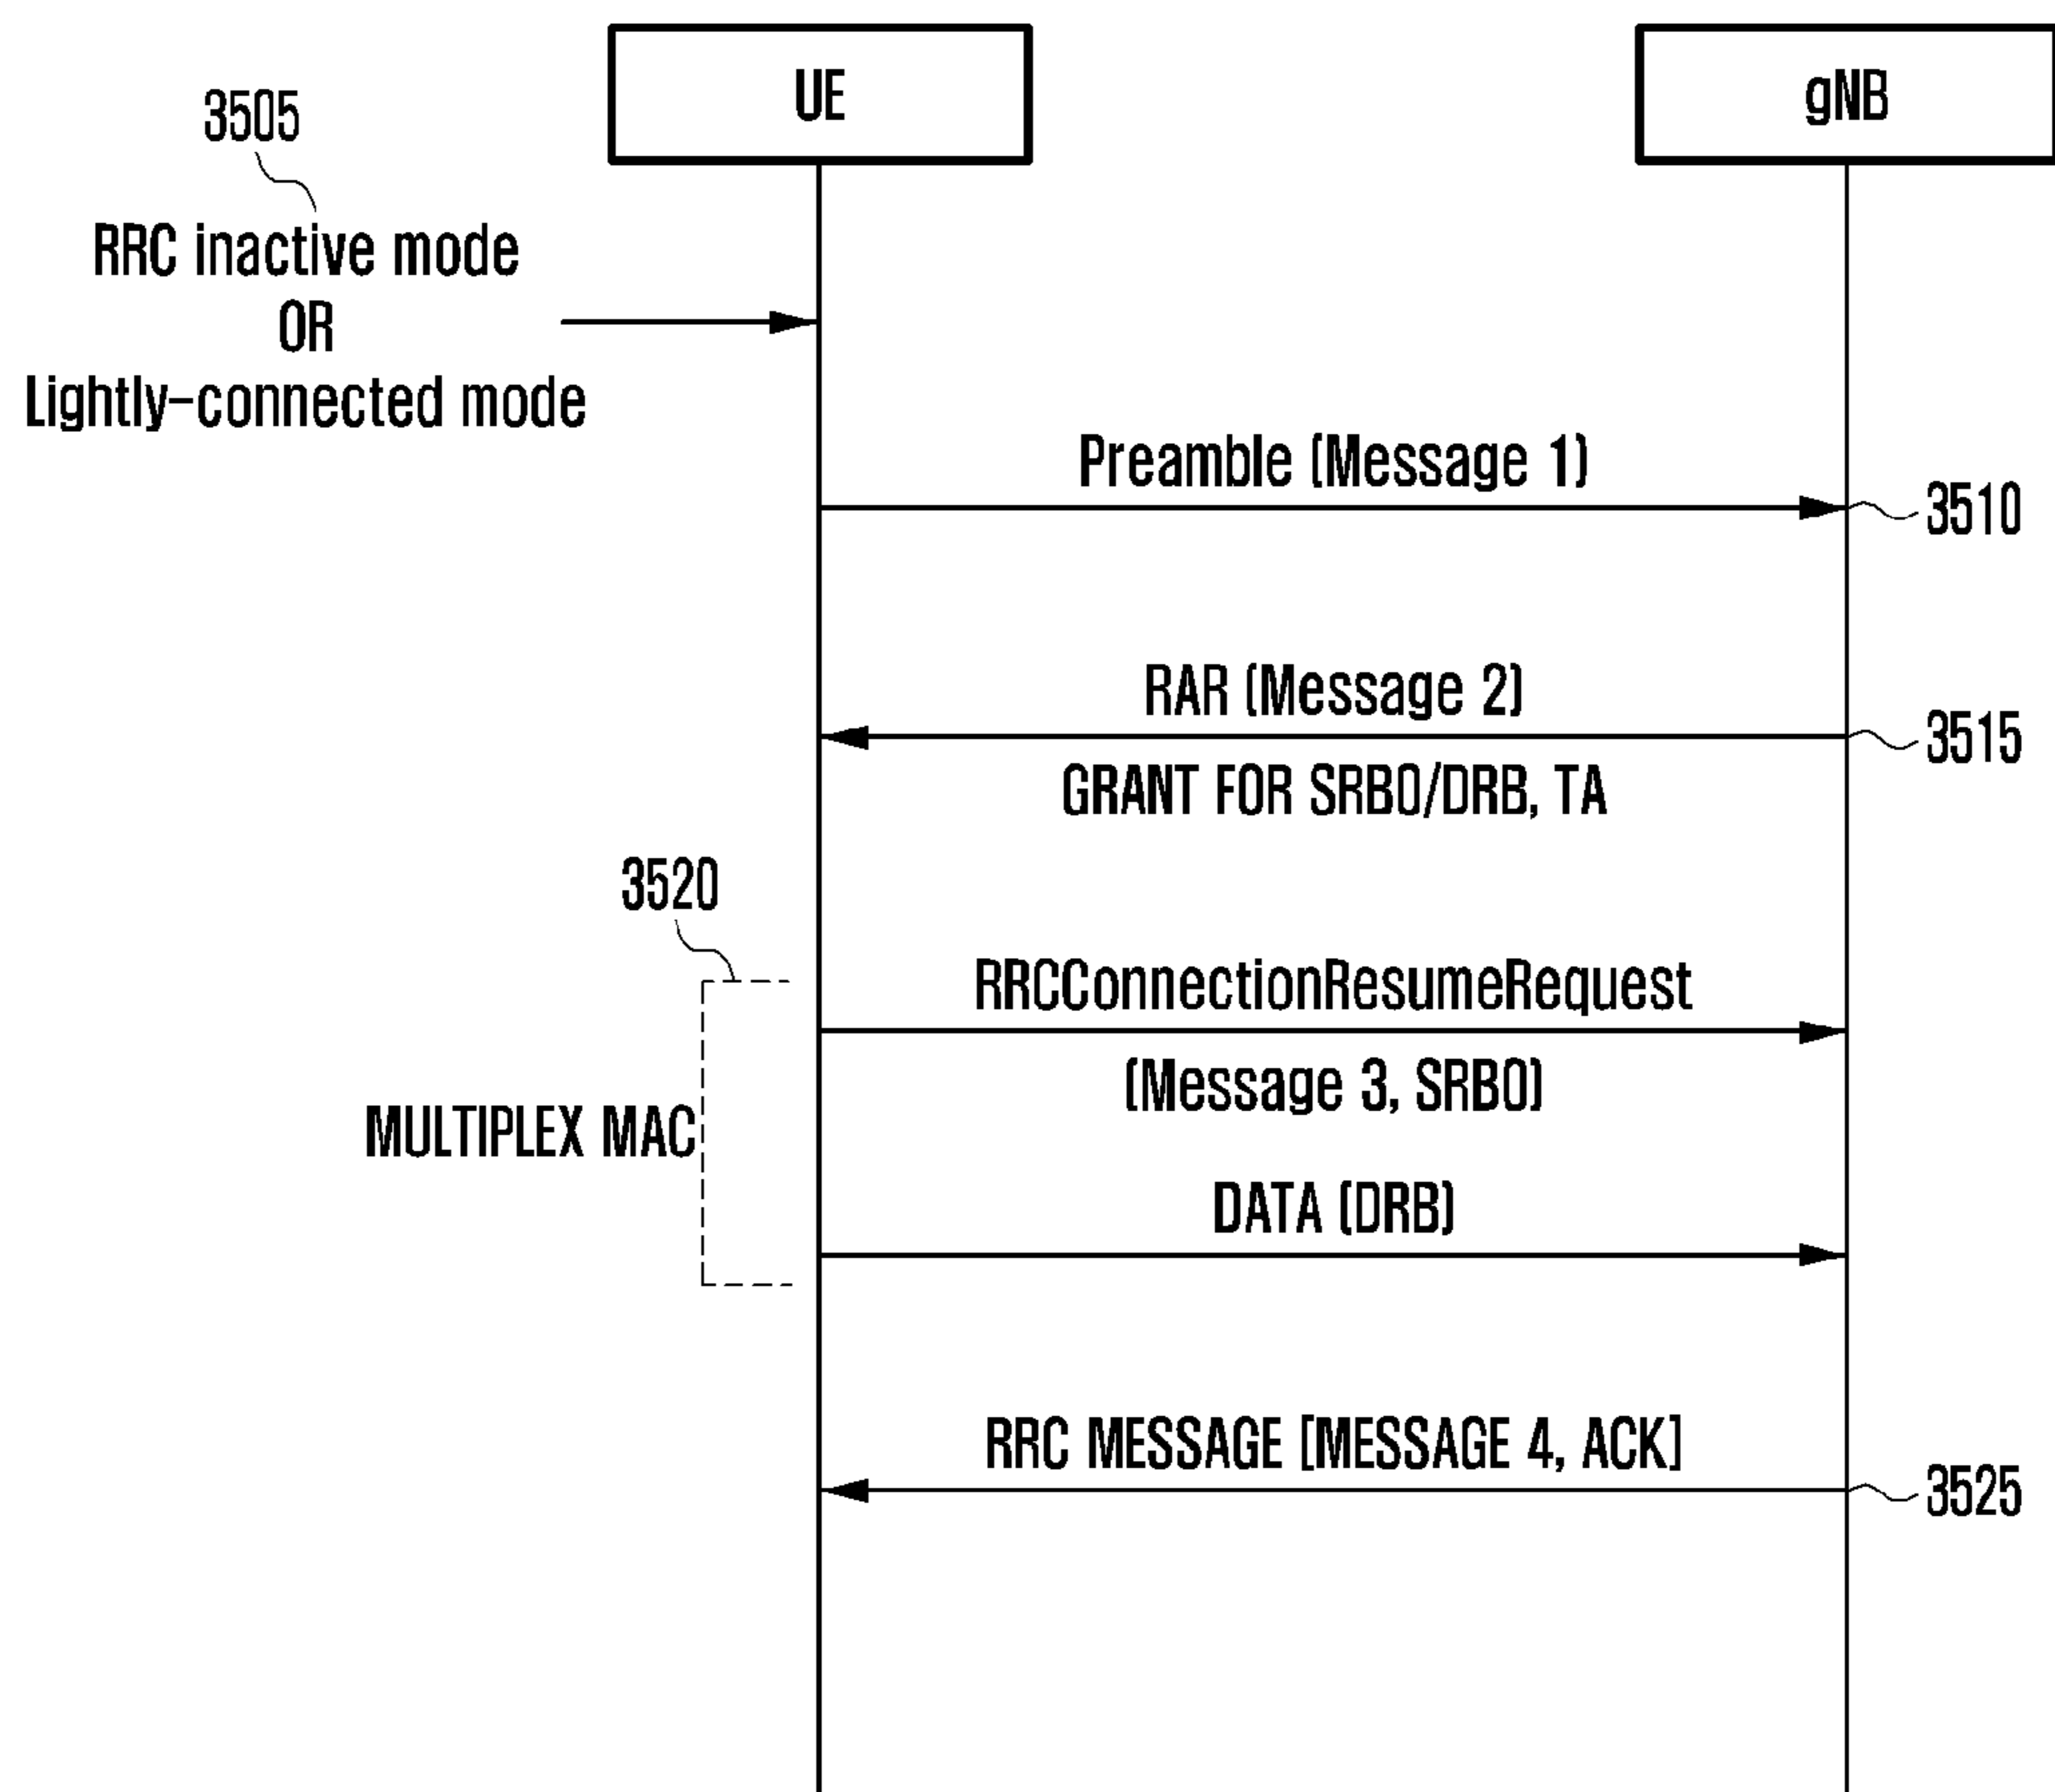 UE
gNB
3505
RRC inactive mode
OR
Lightly-connected mode
Preamble (Message 1)
3510
RAR (Message 2)
3515
GRANT FOR SRB0/DRB, TA
3520
RRCConnectionResumeRequest
(Message 3, SRB0)
MULTIPLEX MAC
DATA (DRB)
RRC MESSAGE [MESSAGE 4, ACK]
3525